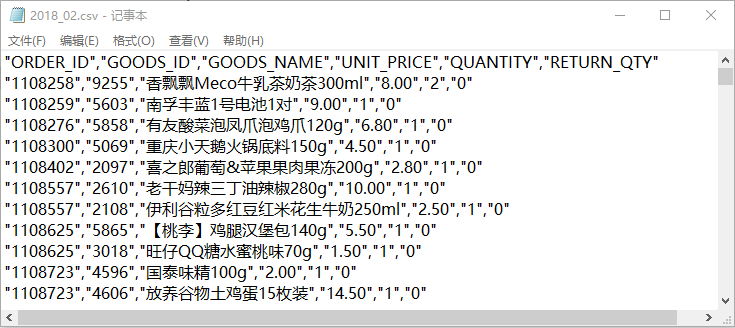 2018_02.csv - 记事本
文件(F) 编辑(E) 格式(O) 查看(V) 帮助(H)
"ORDER_ID","GOODS_ID","GOODS_NAME","UNIT_PRICE","QUANTITY","RETURN_QTY"
"1108258","9255","香飘飘Meco牛乳茶奶茶300ml","8.00","2","0"
"1108259","5603","南孚丰蓝1号电池1对","9.00","1","0"
"1108276","5858","有友酸菜泡凤爪泡鸡爪120g","6.80","1","0"
"1108300","5069","重庆小天鹅火锅底料150g","4.50","1","0"
"1108402","2097","喜之郎葡萄&苹果果肉果冻200g","2.80","1","0"
"1108557","2610","老干妈辣三丁油辣椒280g","10.00","1","0"
"1108557","2108","伊利谷粒多红豆红米花生牛奶250ml","2.50","1","0"
"1108625","5865","【桃李】鸡腿汉堡包140g","5.50","1","0"
"1108625","3018","旺仔QQ糖水蜜桃味70g","1.50","1","0"
"1108723","4596","国泰味精100g","2.00","1","0"
"1108723","4606","放养谷物土鸡蛋15枚装","14.50","1","0"